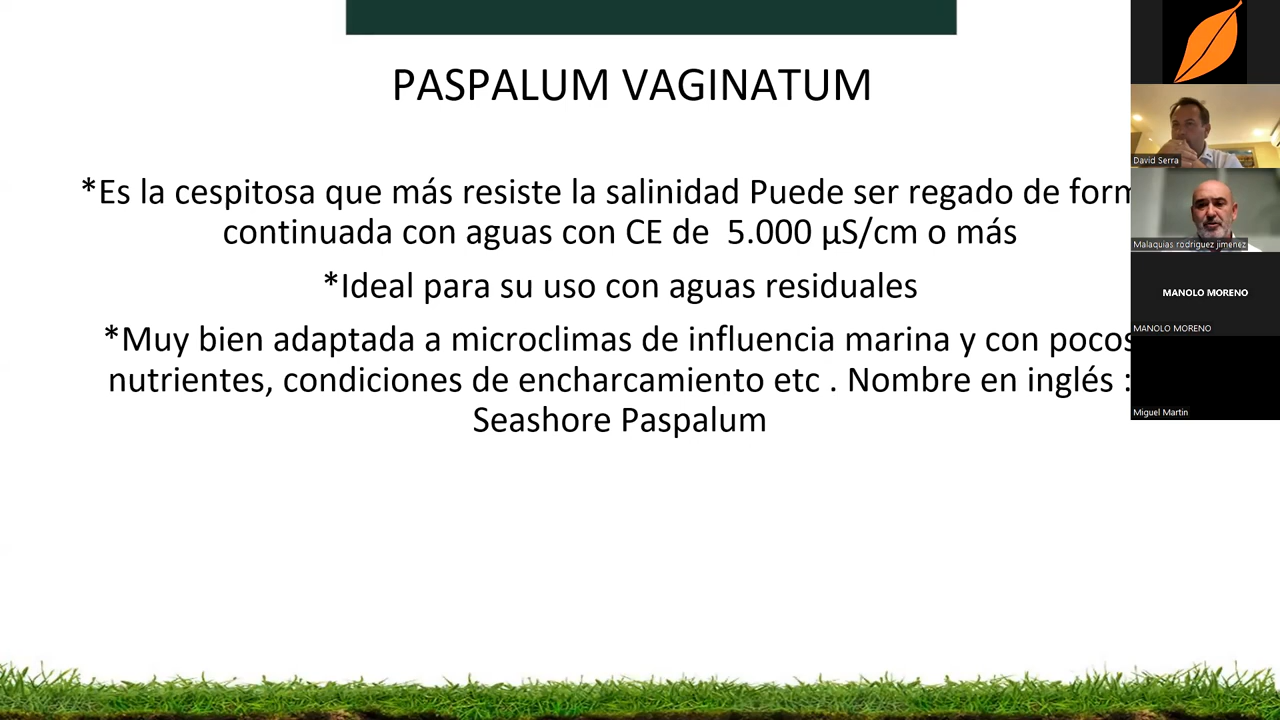 PASPALUM VAGINATUM
*Es la cespitosa que más resiste la salinidad Puede ser regado de form
continuada con aguas con CE de 5.000 µS/cm o más
*Ideal para su uso con aguas residuales
*Muy bien adaptada a microclimas de influencia marina y con pocos
nutrientes, condiciones de encharcamiento etc . Nombre en inglés :
Seashore Paspalum
David Serra
Malaquias rodriguez jimenez
MANOLO MORENO
MANOLO MORENO
Miguel Martin